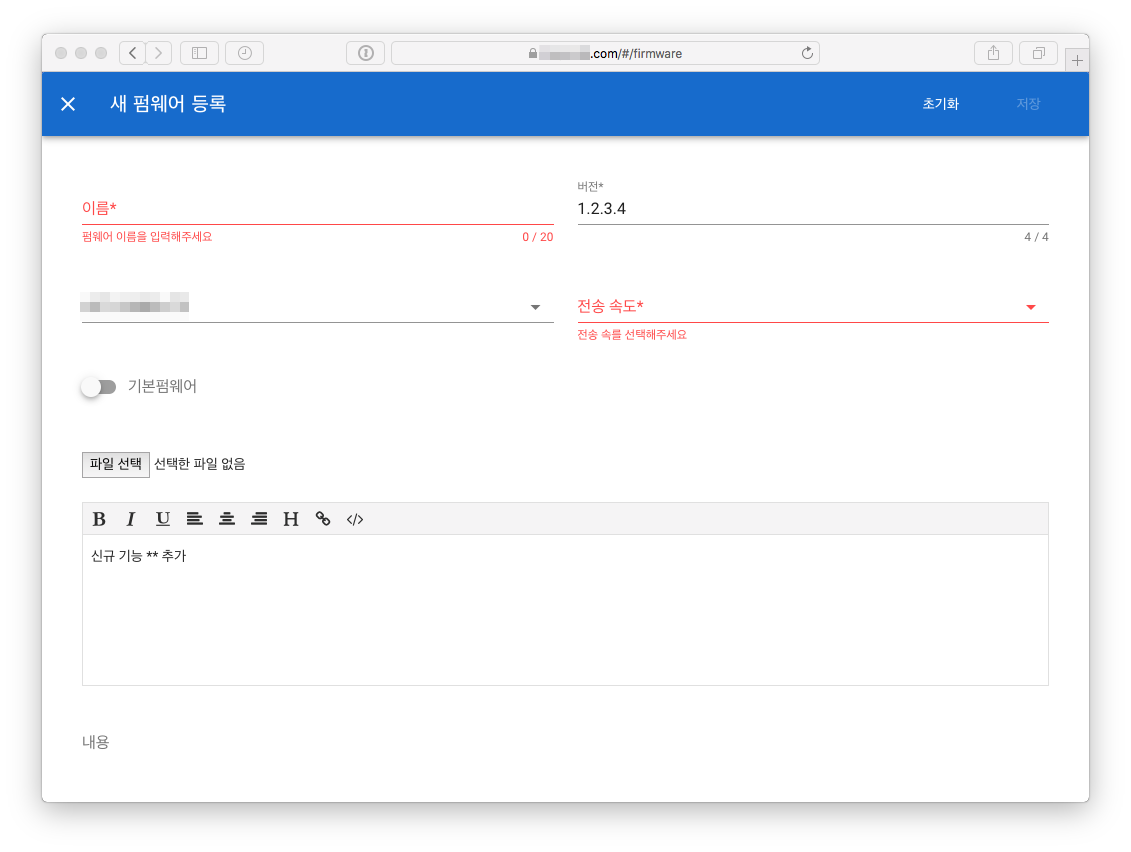 .com/#/firmware
새 펌웨어 등록
초기화
저장
이름*
펌웨어 이름을 입력해주세요
0 / 20
버전*
1.2.3.4
4 / 4
전송 속도*
전송 속를 선택해주세요
기본펌웨어
파일 선택 선택한 파일 없음
B I U H </>
신규 기능 ** 추가
내용